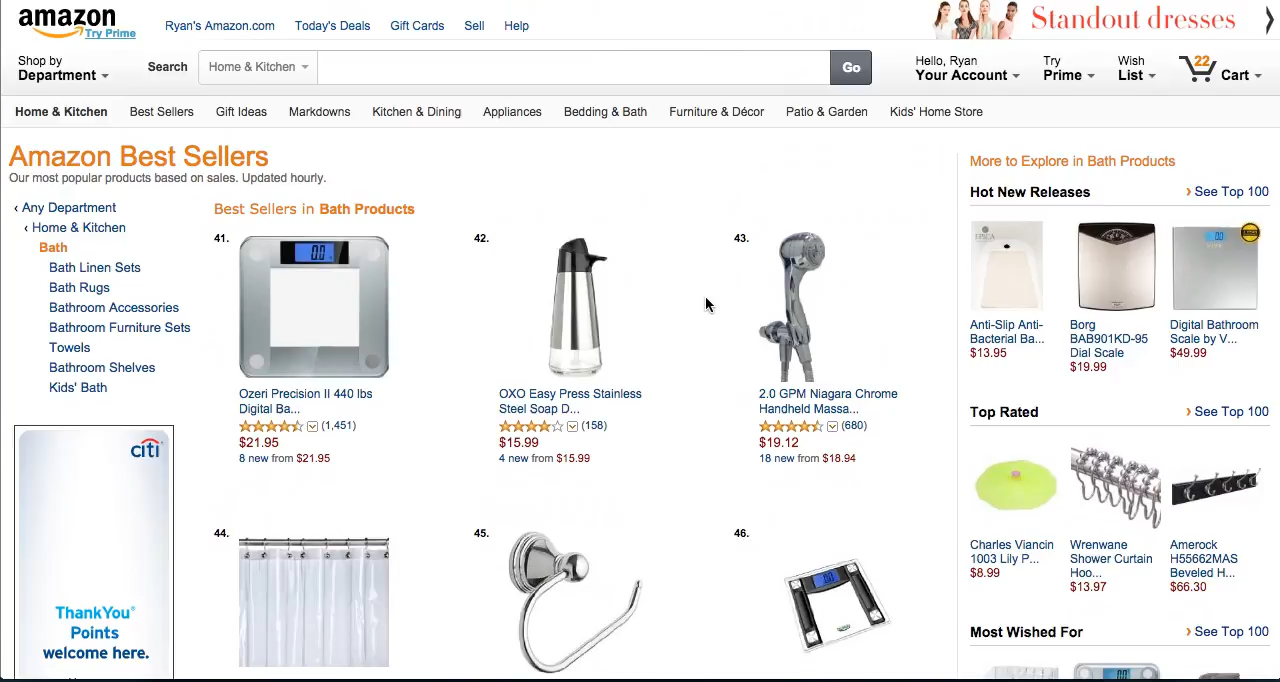 amazon
Try Prime
Ryan's Amazon.com
Today's Deals
Gift Cards
Sell
Help
Standout dresses
Shop by
Department
Search
Home & Kitchen
Go
Hello, Ryan
Your Account
Try
Prime
Wish
List
22
Cart
Home & Kitchen
Best Sellers
Gift Ideas
Markdowns
Kitchen & Dining
Appliances
Bedding & Bath
Furniture & Décor
Patio & Garden
Kids' Home Store
Amazon Best Sellers
Our most popular products based on sales. Updated hourly.
‹ Any Department
‹ Home & Kitchen
Bath
Bath Linen Sets
Bath Rugs
Bathroom Accessories
Bathroom Furniture Sets
Towels
Bathroom Shelves
Kids' Bath
citi
ThankYou®
Points
welcome here.
Best Sellers in Bath Products
41.
0.0
Ozeri Precision II 440 lbs
Digital Ba...
(1,451)
$21.95
8 new from $21.95
42.
OXO Easy Press Stainless
Steel Soap D...
(158)
$15.99
4 new from $15.99
43.
2.0 GPM Niagara Chrome
Handheld Massa...
(680)
$19.12
18 new from $18.94
44.
45.
46.
More to Explore in Bath Products
Hot New Releases
› See Top 100
Anti-Slip Anti-
Bacterial Ba...
$13.95
Borg
BAB901KD-95
Dial Scale
$19.99
Digital Bathroom
Scale by V...
$49.99
Top Rated
› See Top 100
Charles Viancin
1003 Lily P...
$8.99
Wrenwane
Shower Curtain
Hoo...
$13.97
Amerock
H55662MAS
Beveled H...
$66.30
Most Wished For
› See Top 100